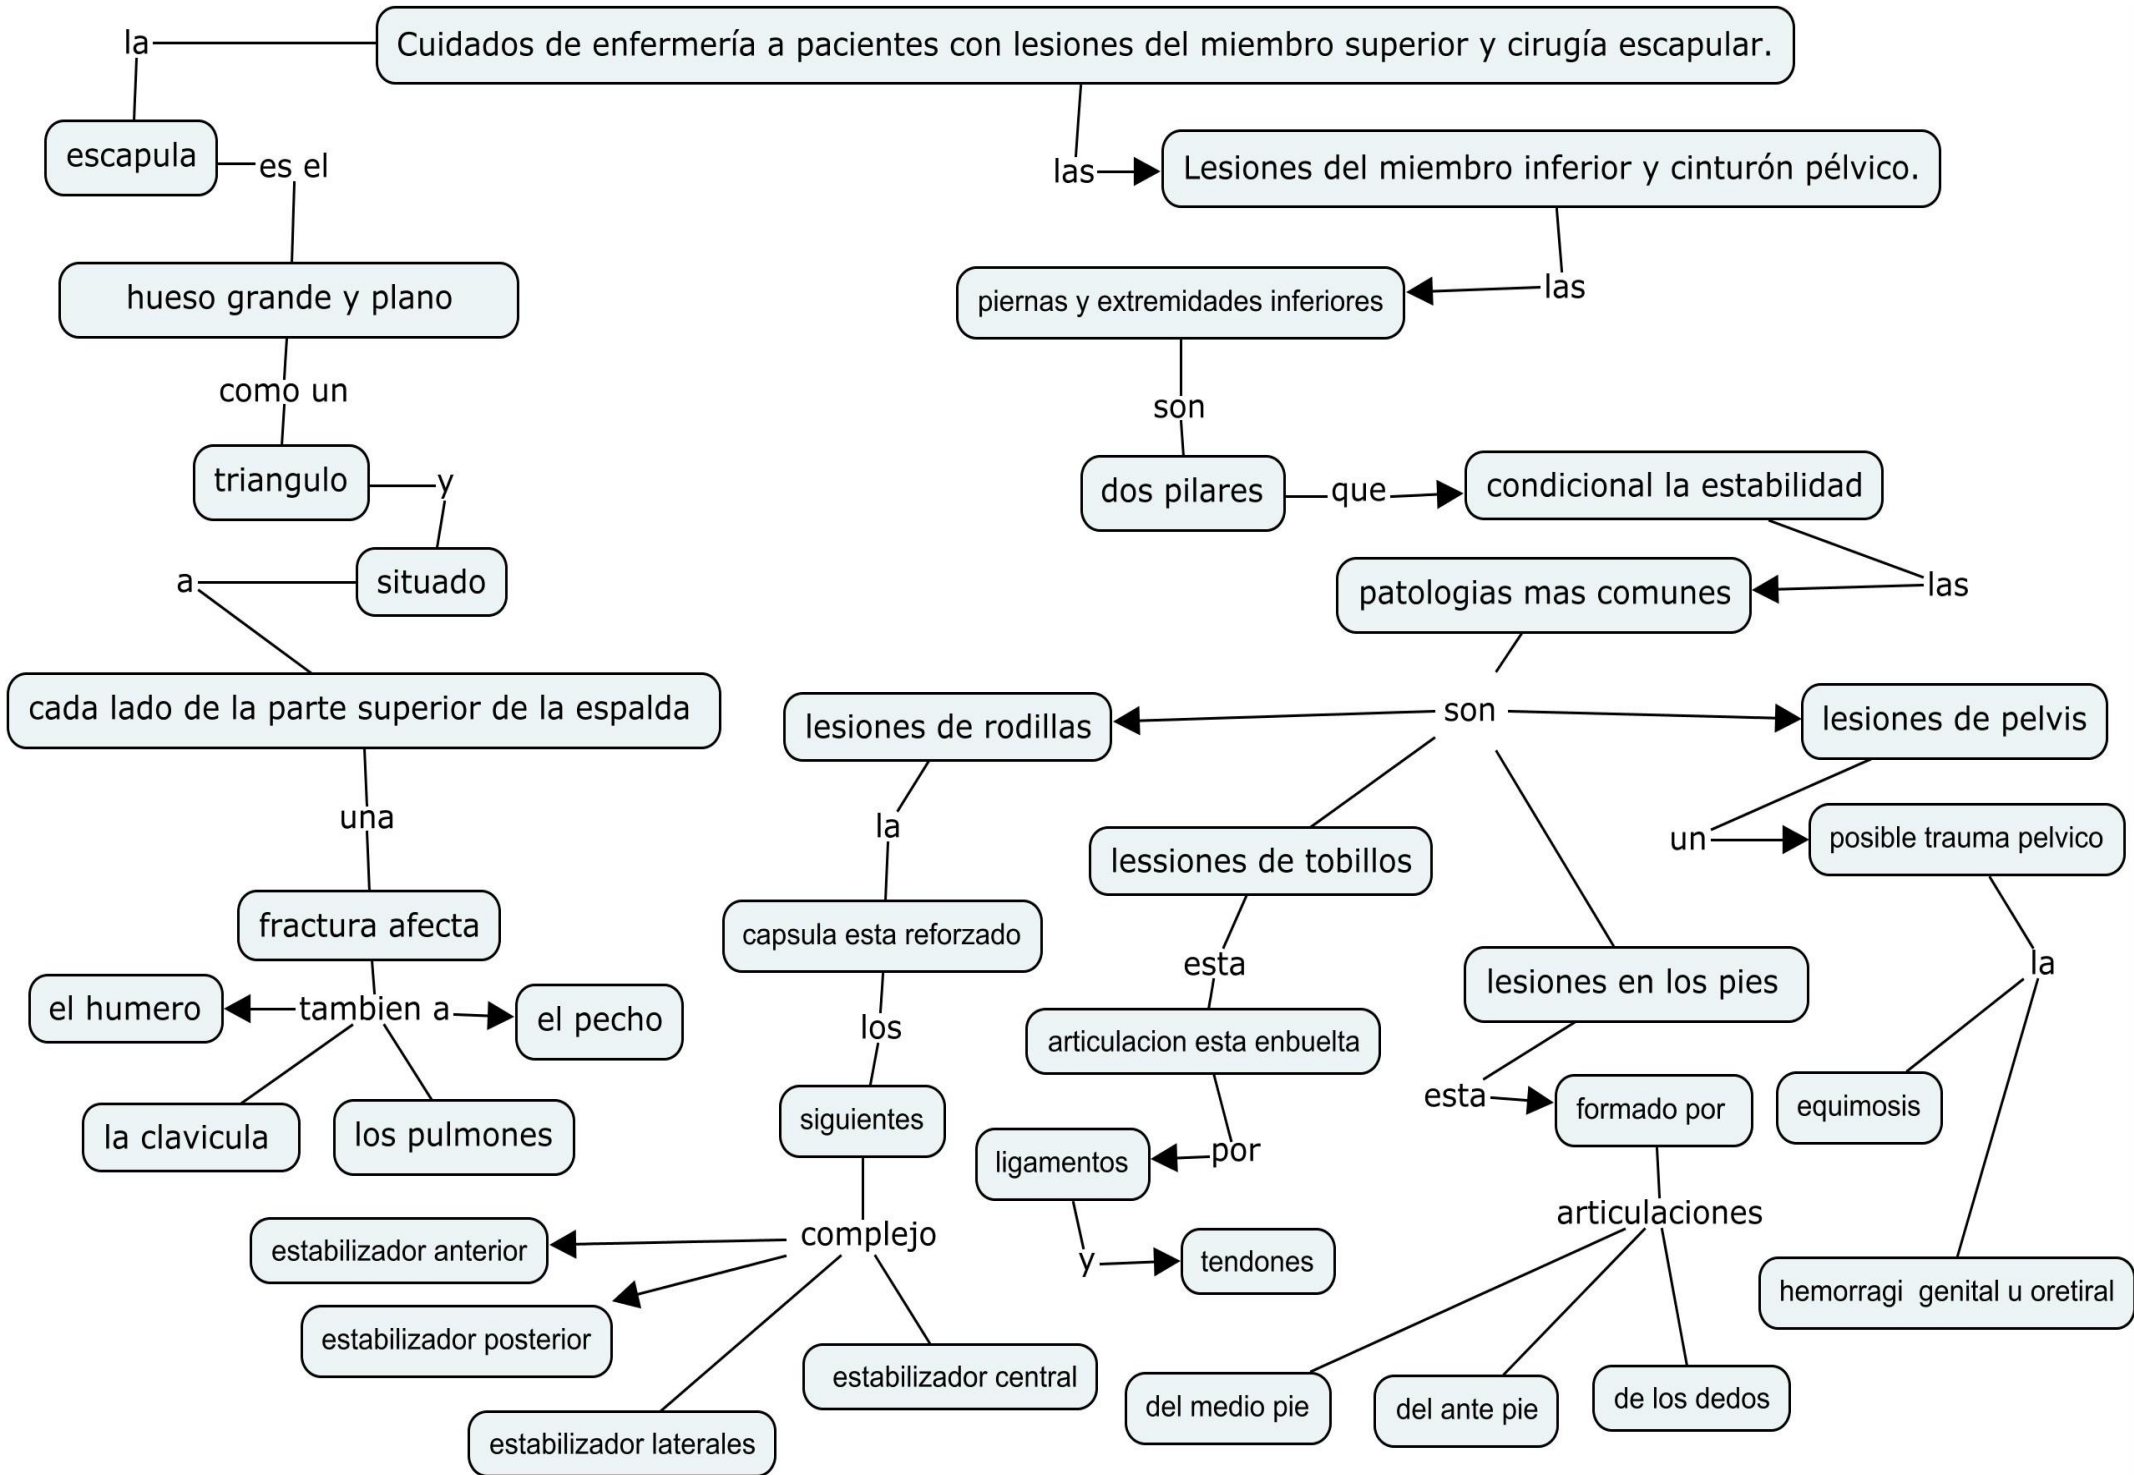 Cuidados de enfermería a pacientes con lesiones del miembro superior y cirugía escapular.
la
escapula
es el
hueso grande y plano
como un
triangulo
y
situado
a
cada lado de la parte superior de la espalda
una
fractura afecta
tambien a
el humero
el pecho
la clavicula
los pulmones
las
Lesiones del miembro inferior y cinturón pélvico.
las
piernas y extremidades inferiores
son
dos pilares
que
condicional la estabilidad
las
patologias mas comunes
son
lesiones de rodillas
la
capsula esta reforzado
los
siguientes
complejo
estabilizador anterior
estabilizador posterior
estabilizador laterales
estabilizador central
lessiones de tobillos
esta
articulacion esta enbuelta
por
ligamentos
y
tendones
lesiones en los pies
esta
formado por
articulaciones
del medio pie
del ante pie
de los dedos
lesiones de pelvis
un
posible trauma pelvico
la
equimosis
hemorragi genital u oretiral